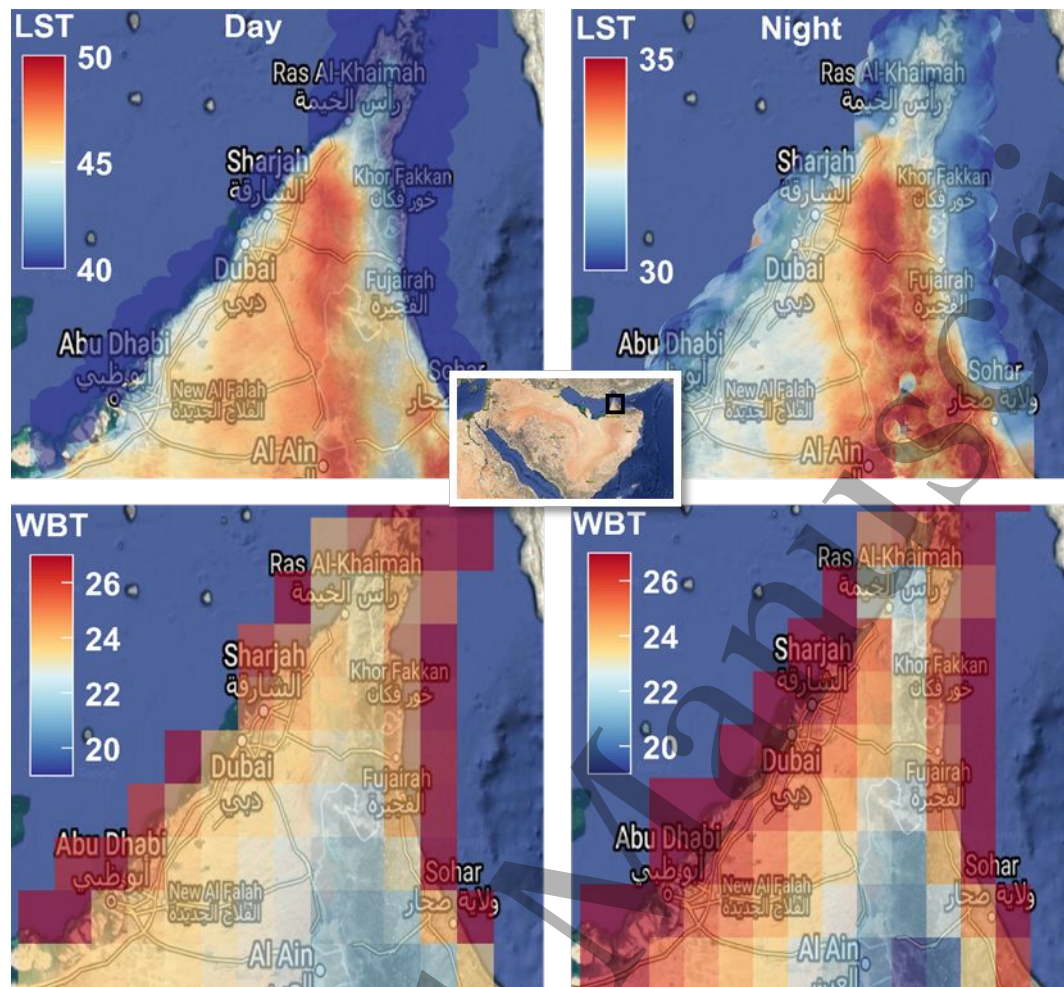 LST
Day
50
45
40
Ras Al-Khaimah
رأس الخيمة
Sharjah
الشارقة
Khor Fakkan
خور فكان
Dubai
دبي
Fujairah
الفجيرة
Abu Dhabi
أبوظبي
New Al Falah
الفلاح الجديدة
Sohar
صحار
Al-Ain
LST
Night
35
30
Ras Al-Khaimah
رأس الخيمة
Sharjah
الشارقة
Khor Fakkan
خور فكان
Dubai
دبي
Fujairah
الفجيرة
Abu Dhabi
أبوظبي
New Al Falah
الفلاح الجديدة
Sohar
ولاية صحار
Al-Ain
WBT
26
24
22
20
Ras Al-Khaimah
رأس الخيمة
Sharjah
الشارقة
Khor Fakkan
خور فكان
Dubai
دبي
Fujairah
الفجيرة
Abu Dhabi
أبوظبي
New Al Falah
الفلاح الجديدة
Sohar
ولاية صحار
Al-Ain
WBT
26
24
22
20
Ras Al-Khaimah
رأس الخيمة
Sharjah
الشارقة
Khor Fakkan
خور فكان
Dubai
دبي
Fujairah
الفجيرة
Abu Dhabi
أبوظبي
New Al Falah
الفلاح الجديدة
Sohar
ولاية صحار
Al-Ain